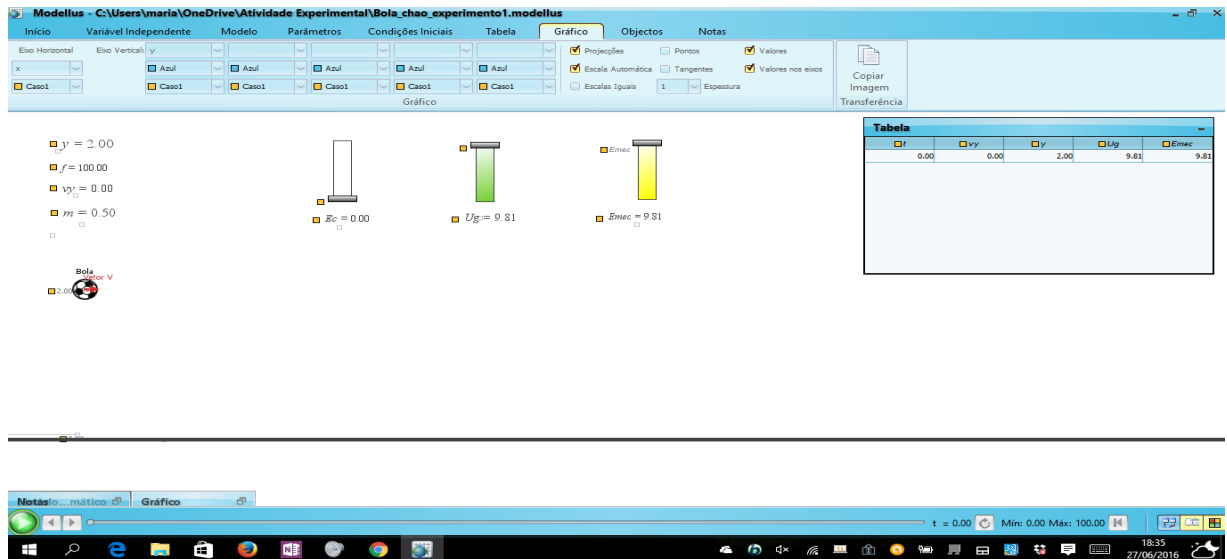 Modellus - C:\Users\maria\OneDrive\Atividade Experimental\Bola_chao_experimento1.modellus
Início Variável Independente Modelo Parâmetros Condições Iniciais Tabela Gráfico Objectos Notas
Eixo Horizontal Eixo Vertical: y Projecções Pontos Valores
x Azul Azul Azul Azul Azul Azul Escala Automática Tangentes Valores nos eixos
Caso1 Caso1 Caso1 Caso1 Caso1 Caso1 Caso1 Escalas Iguais 1 Espessura
Copiar
Imagem
Gráfico Transferência
y = 2.00
f = 100.00
vy = 0.00
m = 0.50
Ec = 0.00
Ug = 9.81
Emec
Emec = 9.81
Tabela
t vy y Ug Emec
0.00 0.00 2.00 9.81 9.81
Bola
Vetor V
2.00
Notas mático Gráfico
t = 0.00 Mín: 0.00 Máx: 100.00
18:35
27/06/2016